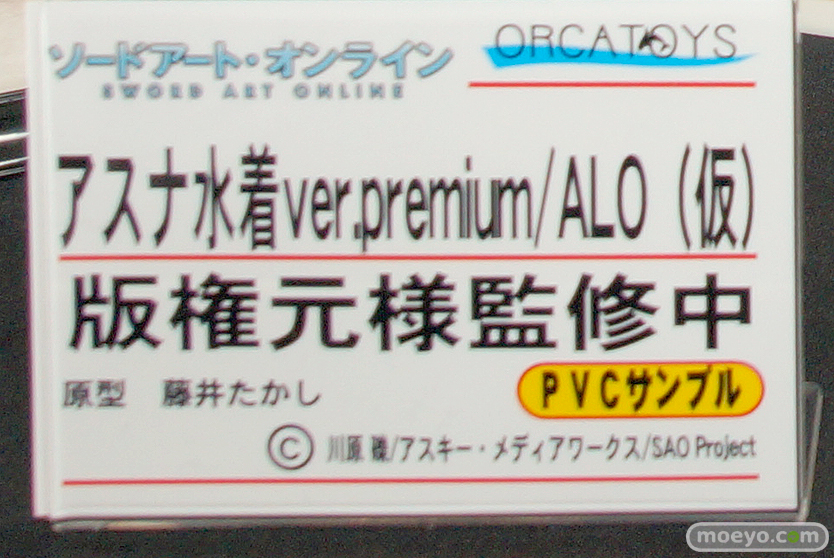 ソードアート・オンライン
SWORD ART ONLINE
ORCATOYS
アスナ水着ver.premium/ALO（仮）
版権元様監修中
原型　藤井たかし
PVCサンプル
©川原 礫/アスキー・メディアワークス/SAO Project
moeyo.com